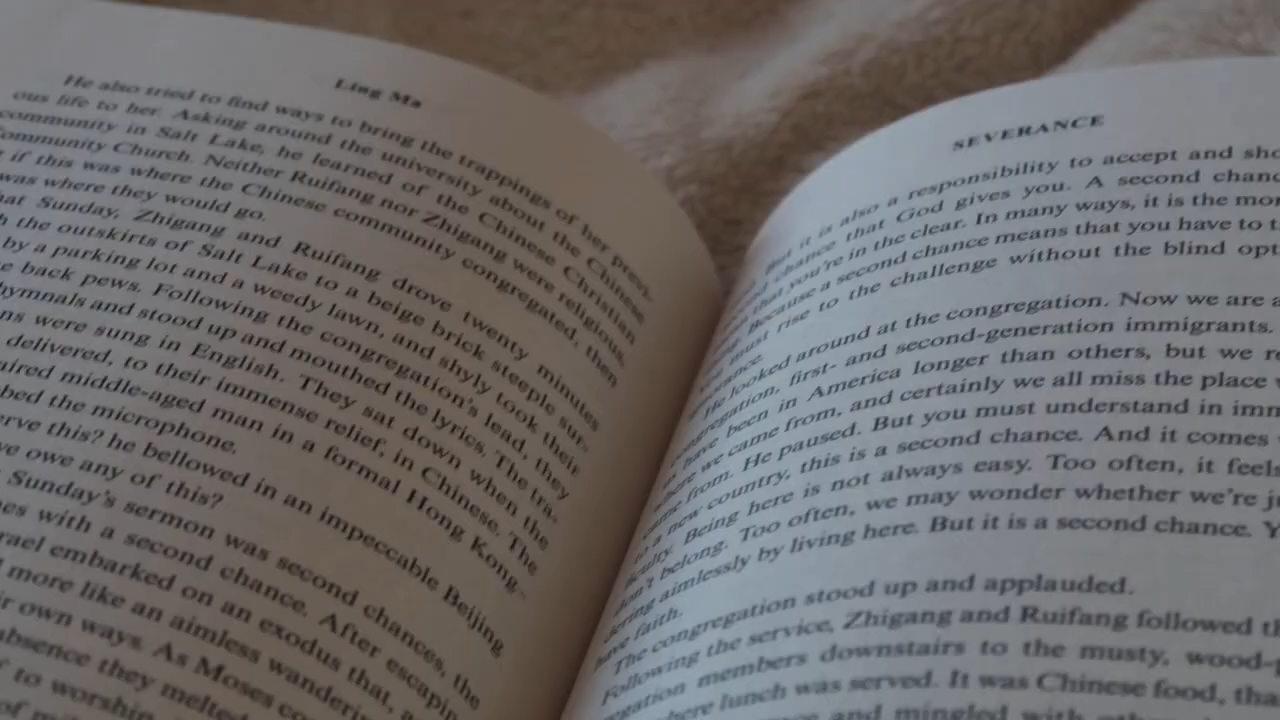 Ling Ma
He also tried to find ways to bring the trappings of her previ-
ous life to her. Asking around the university about the Chinese
community in Salt Lake, he learned of the Chinese Christian
Community Church. Neither Ruifang nor Zhigang were religious,
if this was where the Chinese community congregated, then
was where they would go.
Sunday, Zhigang and Ruifang drove twenty minutes
the outskirts of Salt Lake to a beige brick steeple sur-
by a parking lot and a weedy lawn, and shyly took their
back pews. Following the congregation's lead, they
hymnals and stood up and mouthed the lyrics. The tra-
were sung in English. They sat down when the
delivered, to their immense relief, in Chinese. The
middle-aged man in a formal Hong Kong-
the microphone.
this? he bellowed in an impeccable Beijing
owe any of this?
Sunday's sermon was second chances, the
with a second chance. After escaping
embarked on an exodus that,
more like an aimless wandering
own ways. As Moses
absence they melted
to worship
of
SEVERANCE
But it is also a responsibility to accept and
chance that God gives you. A second
that you're in the clear. In many ways, it is the
Because a second chance means that you have to
must rise to the challenge without the blind
He looked around at the congregation. Now we are
first- and second-generation immigrants.
have been in America longer than others, but we
we came from, and certainly we all miss the place
from. He paused. But you must understand in
to a new country, this is a second chance. And it comes
Being here is not always easy. Too often, it feels
don't belong. Too often, we may wonder whether we're
aimlessly by living here. But it is a second chance.
have faith.
The congregation stood up and applauded.
Following the service, Zhigang and Ruifang followed
members downstairs to the musty,
where lunch was served. It was Chinese food,
and mingled with